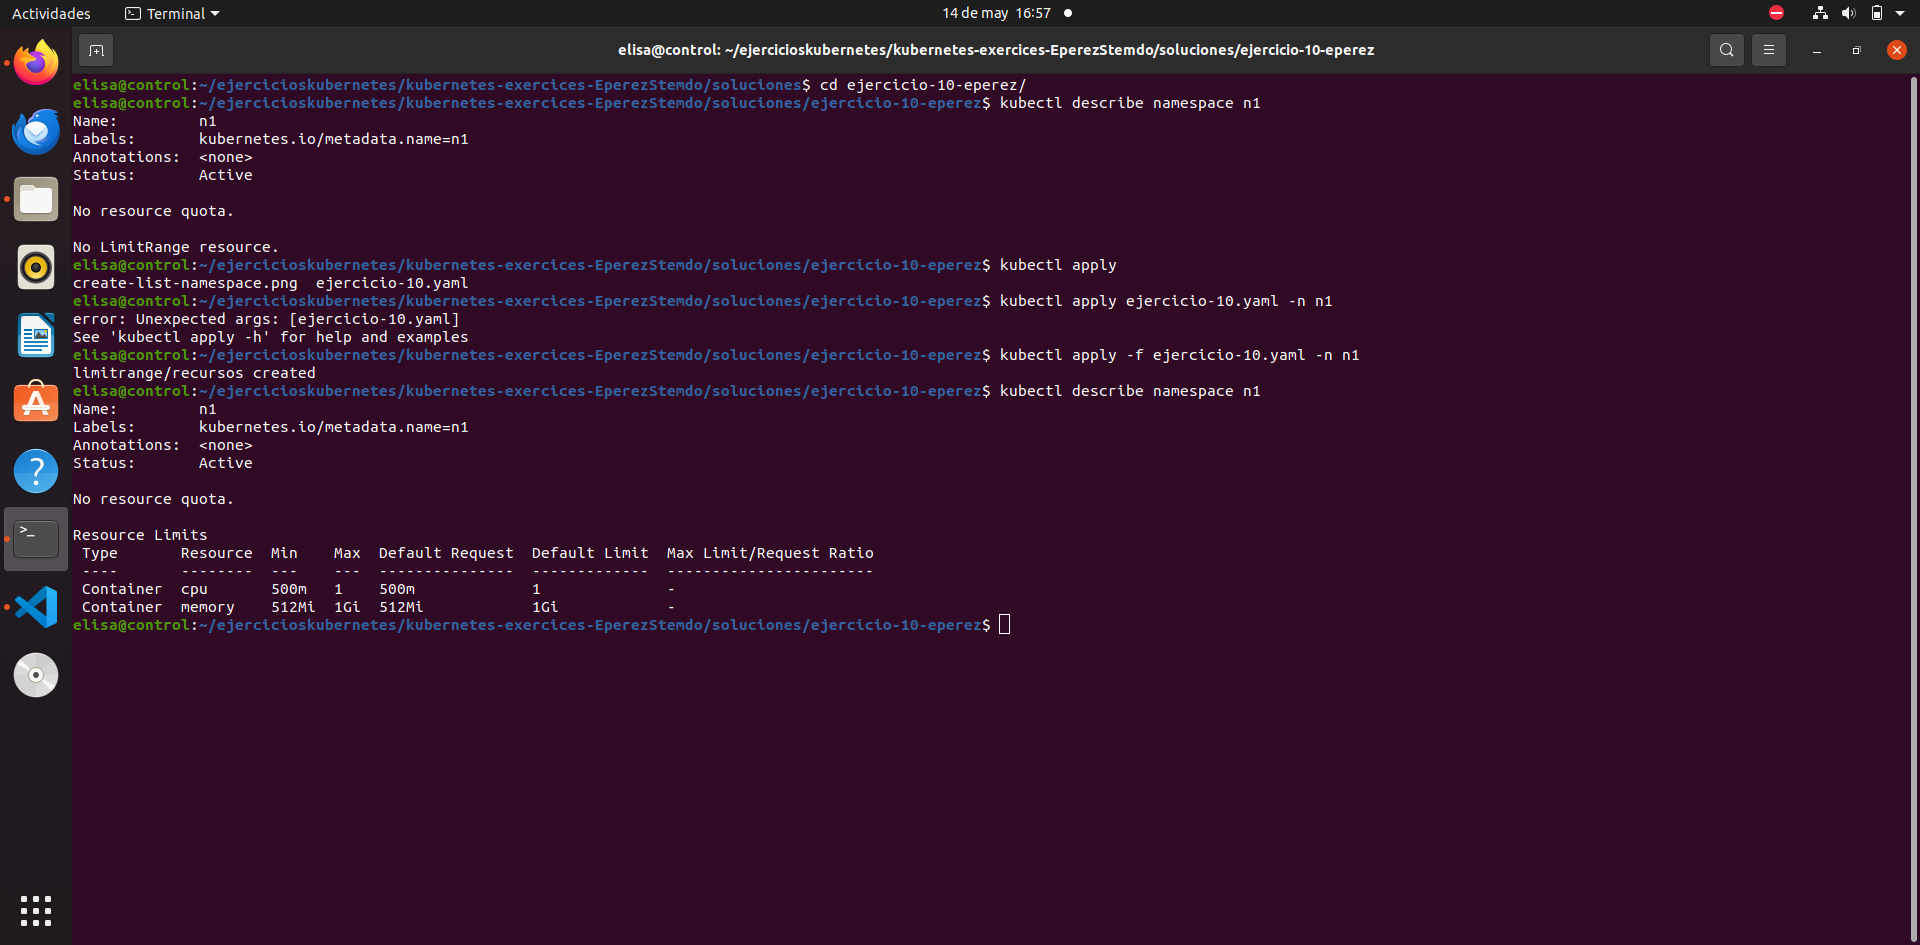 Actividades Terminal 14 de may 16:57
elisa@control: ~/ejercicioskubernetes/kubernetes-exercices-EperezStemdo/soluciones/ejercicio-10-eperez
elisa@control:~/ejercicioskubernetes/kubernetes-exercices-EperezStemdo/soluciones$ cd ejercicio-10-eperez/
elisa@control:~/ejercicioskubernetes/kubernetes-exercices-EperezStemdo/soluciones/ejercicio-10-eperez$ kubectl describe namespace n1
Name:         n1
Labels:       kubernetes.io/metadata.name=n1
Annotations:  <none>
Status:       Active
No resource quota.
No LimitRange resource.
elisa@control:~/ejercicioskubernetes/kubernetes-exercices-EperezStemdo/soluciones/ejercicio-10-eperez$ kubectl apply
create-list-namespace.png  ejercicio-10.yaml
elisa@control:~/ejercicioskubernetes/kubernetes-exercices-EperezStemdo/soluciones/ejercicio-10-eperez$ kubectl apply ejercicio-10.yaml -n n1
error: Unexpected args: [ejercicio-10.yaml]
See 'kubectl apply -h' for help and examples
elisa@control:~/ejercicioskubernetes/kubernetes-exercices-EperezStemdo/soluciones/ejercicio-10-eperez$ kubectl apply -f ejercicio-10.yaml -n n1
limitrange/recursos created
elisa@control:~/ejercicioskubernetes/kubernetes-exercices-EperezStemdo/soluciones/ejercicio-10-eperez$ kubectl describe namespace n1
Name:         n1
Labels:       kubernetes.io/metadata.name=n1
Annotations:  <none>
Status:       Active
No resource quota.
Resource Limits
 Type       Resource  Min    Max  Default Request  Default Limit  Max Limit/Request Ratio
 ----       --------  ---    ---  ---------------  -------------  -----------------------
 Container  cpu       500m   1    500m             1              -
 Container  memory    512Mi  1Gi  512Mi            1Gi            -
elisa@control:~/ejercicioskubernetes/kubernetes-exercices-EperezStemdo/soluciones/ejercicio-10-eperez$